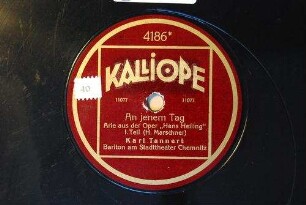 4186*
KALLIOPE
An jenem Tag
Arie aus der Oper „Hans Heiling"
1. Teil (H. Marschner)
Karl Tannert
Bariton am Stadttheater Chemnitz